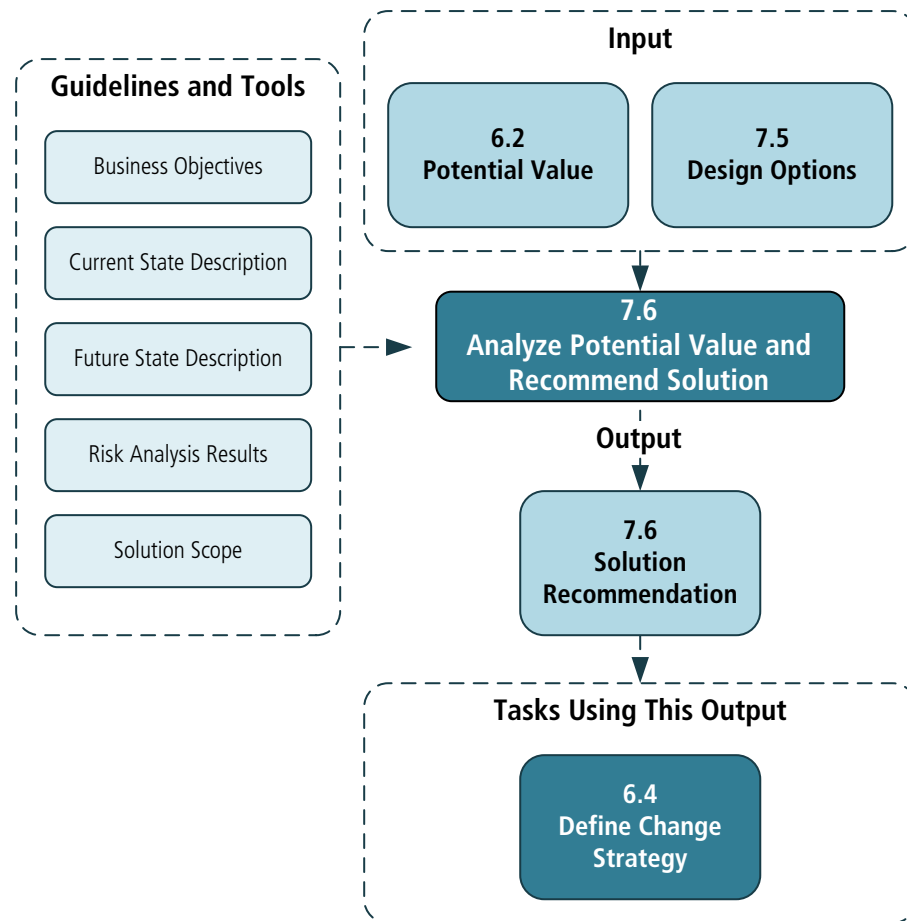 Input
Guidelines and Tools
6.2
Potential Value
7.5
Design Options
Business Objectives
Current State Description
Future State Description
Risk Analysis Results
Solution Scope
7.6
Analyze Potential Value and
Recommend Solution
Output
7.6
Solution
Recommendation
Tasks Using This Output
6.4
Define Change
Strategy